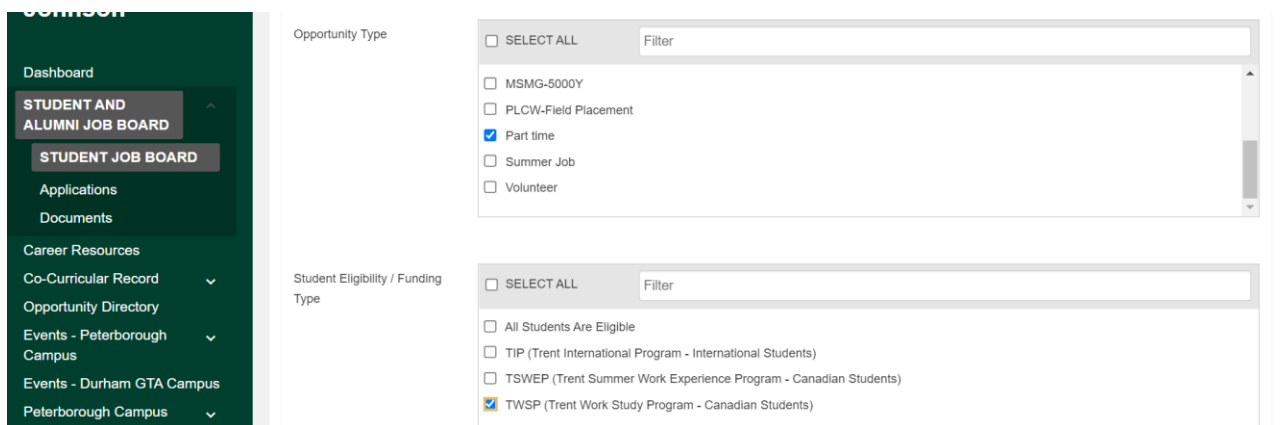 Johnson
Dashboard
STUDENT AND
ALUMNI JOB BOARD
STUDENT JOB BOARD
Applications
Documents
Career Resources
Co-Curricular Record
Opportunity Directory
Events - Peterborough
Campus
Events - Durham GTA Campus
Peterborough Campus
Opportunity Type
SELECT ALL
Filter
MSMG-5000Y
PLCW-Field Placement
Part time
Summer Job
Volunteer
Student Eligibility / Funding
Type
SELECT ALL
Filter
All Students Are Eligible
TIP (Trent International Program - International Students)
TSWEP (Trent Summer Work Experience Program - Canadian Students)
TWSP (Trent Work Study Program - Canadian Students)